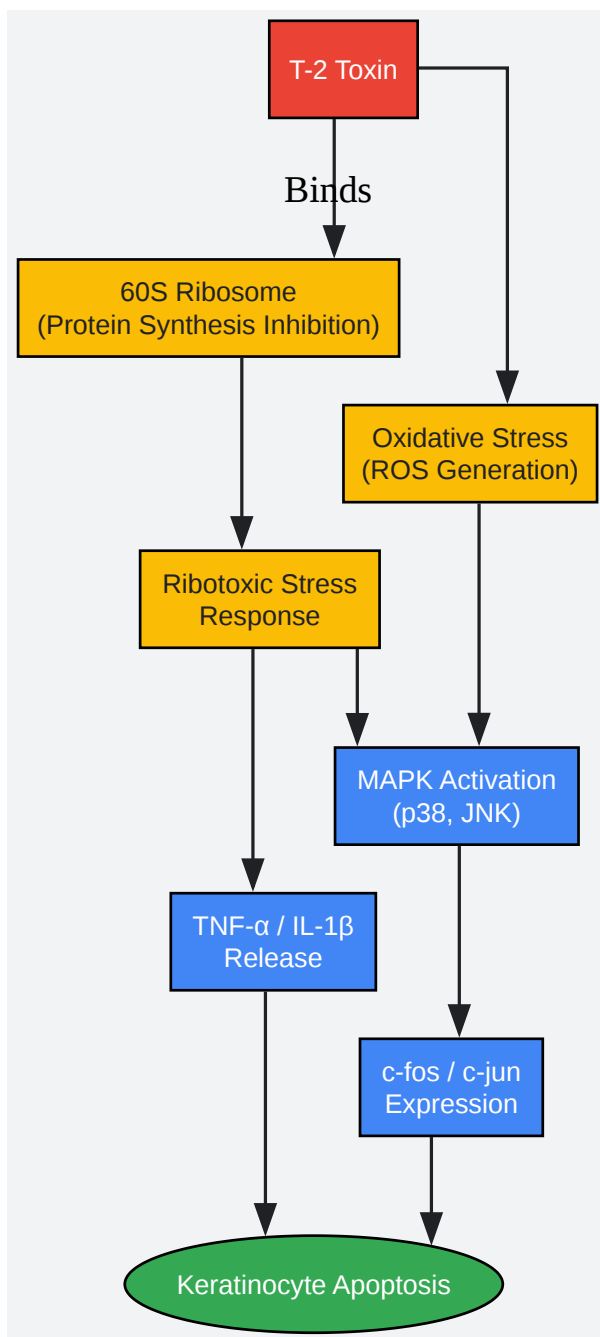 T-2 Toxin
Binds
60S Ribosome
(Protein Synthesis Inhibition)
Oxidative Stress
(ROS Generation)
Ribotoxic Stress
Response
MAPK Activation
(p38, JNK)
TNF-α / IL-1β
Release
c-fos / c-jun
Expression
Keratinocyte Apoptosis